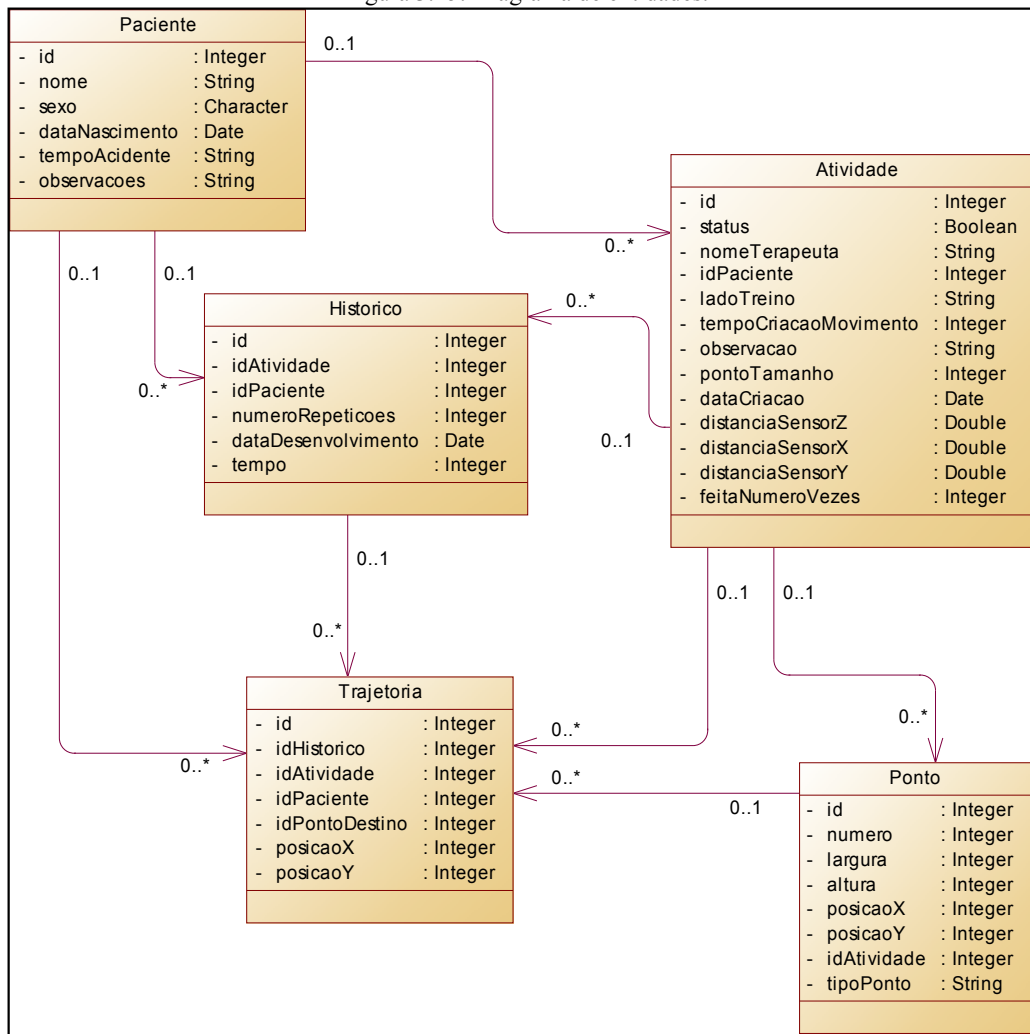 Paciente
- id : Integer
- nome : String
- sexo : Character
- dataNascimento : Date
- tempoAcidente : String
- observacoes : String
0..1
0..*
0..1
0..1
0..*
Atividade
- id : Integer
- status : Boolean
- nomeTerapeuta : String
- idPaciente : Integer
- ladoTreino : String
- tempoCriacaoMovimento : Integer
- observacao : String
- pontoTamanho : Integer
- dataCriacao : Date
- distanciaSensorZ : Double
- distanciaSensorX : Double
- distanciaSensorY : Double
- feitaNumeroVezes : Integer
Historico
- id : Integer
- idAtividade : Integer
- idPaciente : Integer
- numeroRepeticoes : Integer
- dataDesenvolvimento : Date
- tempo : Integer
0..*
0..1
0..1
0..*
0..1
0..1
0..*
0..*
Trajetoria
- id : Integer
- idHistorico : Integer
- idAtividade : Integer
- idPaciente : Integer
- idPontoDestino : Integer
- posicaoX : Integer
- posicaoY : Integer
0..*
0..*
0..1
Ponto
- id : Integer
- numero : Integer
- largura : Integer
- altura : Integer
- posicaoX : Integer
- posicaoY : Integer
- idAtividade : Integer
- tipoPonto : String